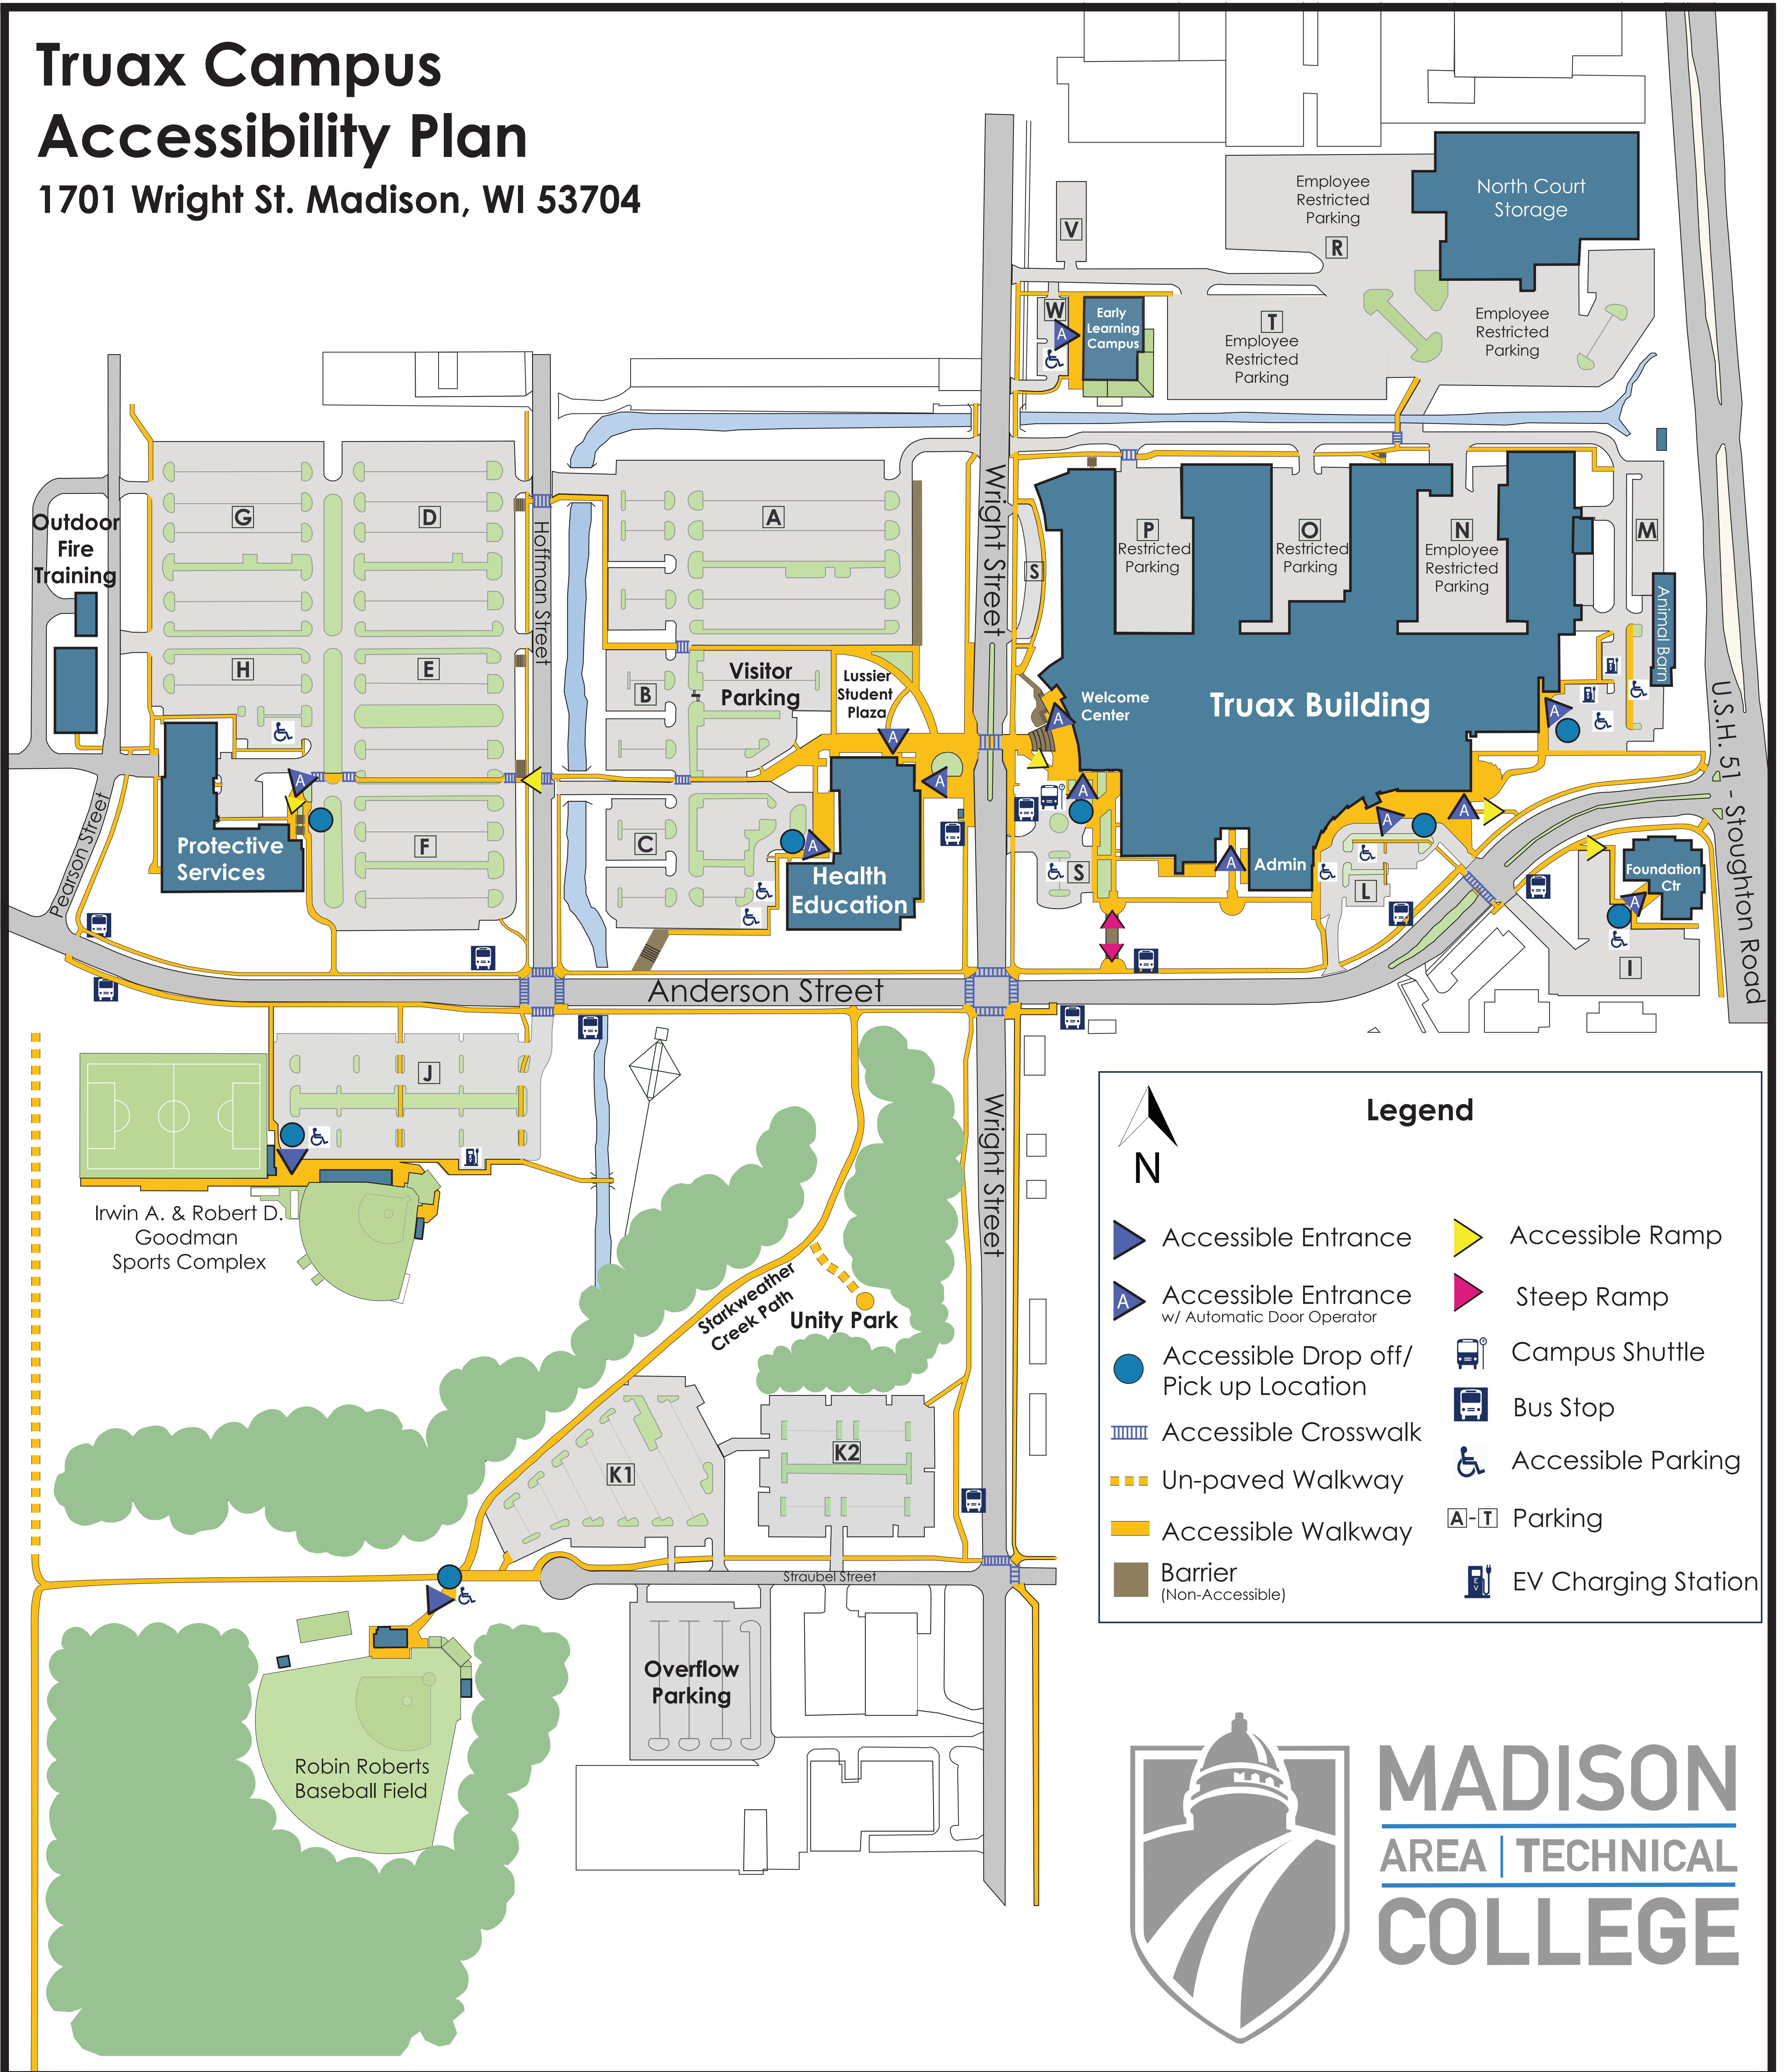 Truax Campus
Accessibility Plan
1701 Wright St. Madison, WI 53704
Employee
Restricted
Parking
R
North Court
Storage
V
W
A
Early
Learning
Campus
T
Employee
Restricted
Parking
Employee
Restricted
Parking
Outdoor
Fire
Training
G
D
Hoffman Street
A
Wright Street
S
P
Restricted
Parking
O
Restricted
Parking
N
Employee
Restricted
Parking
M
Animal Barn
H
E
B
Visitor
Parking
Lussier
Student
Plaza
A
A
Welcome
Center
A
Truax Building
A
U.S.H. 51 - Stoughton Road
Pearson Street
A
Protective
Services
F
C
A
Health
Education
A
S
A
Admin
A
A
L
Foundation
Ctr
A
I
Anderson Street
J
Irwin A. & Robert D.
Goodman
Sports Complex
Wright Street
Starkweather
Creek Path
Unity Park
K1
K2
Straubel Street
Overflow
Parking
Robin Roberts
Baseball Field
Legend
N
Accessible Entrance
A
Accessible Entrance
w/ Automatic Door Operator
Accessible Drop off/
Pick up Location
Accessible Crosswalk
Un-paved Walkway
Accessible Walkway
Barrier
(Non-Accessible)
Accessible Ramp
Steep Ramp
Campus Shuttle
Bus Stop
Accessible Parking
A-T Parking
EV
EV Charging Station
MADISON
AREA | TECHNICAL
COLLEGE